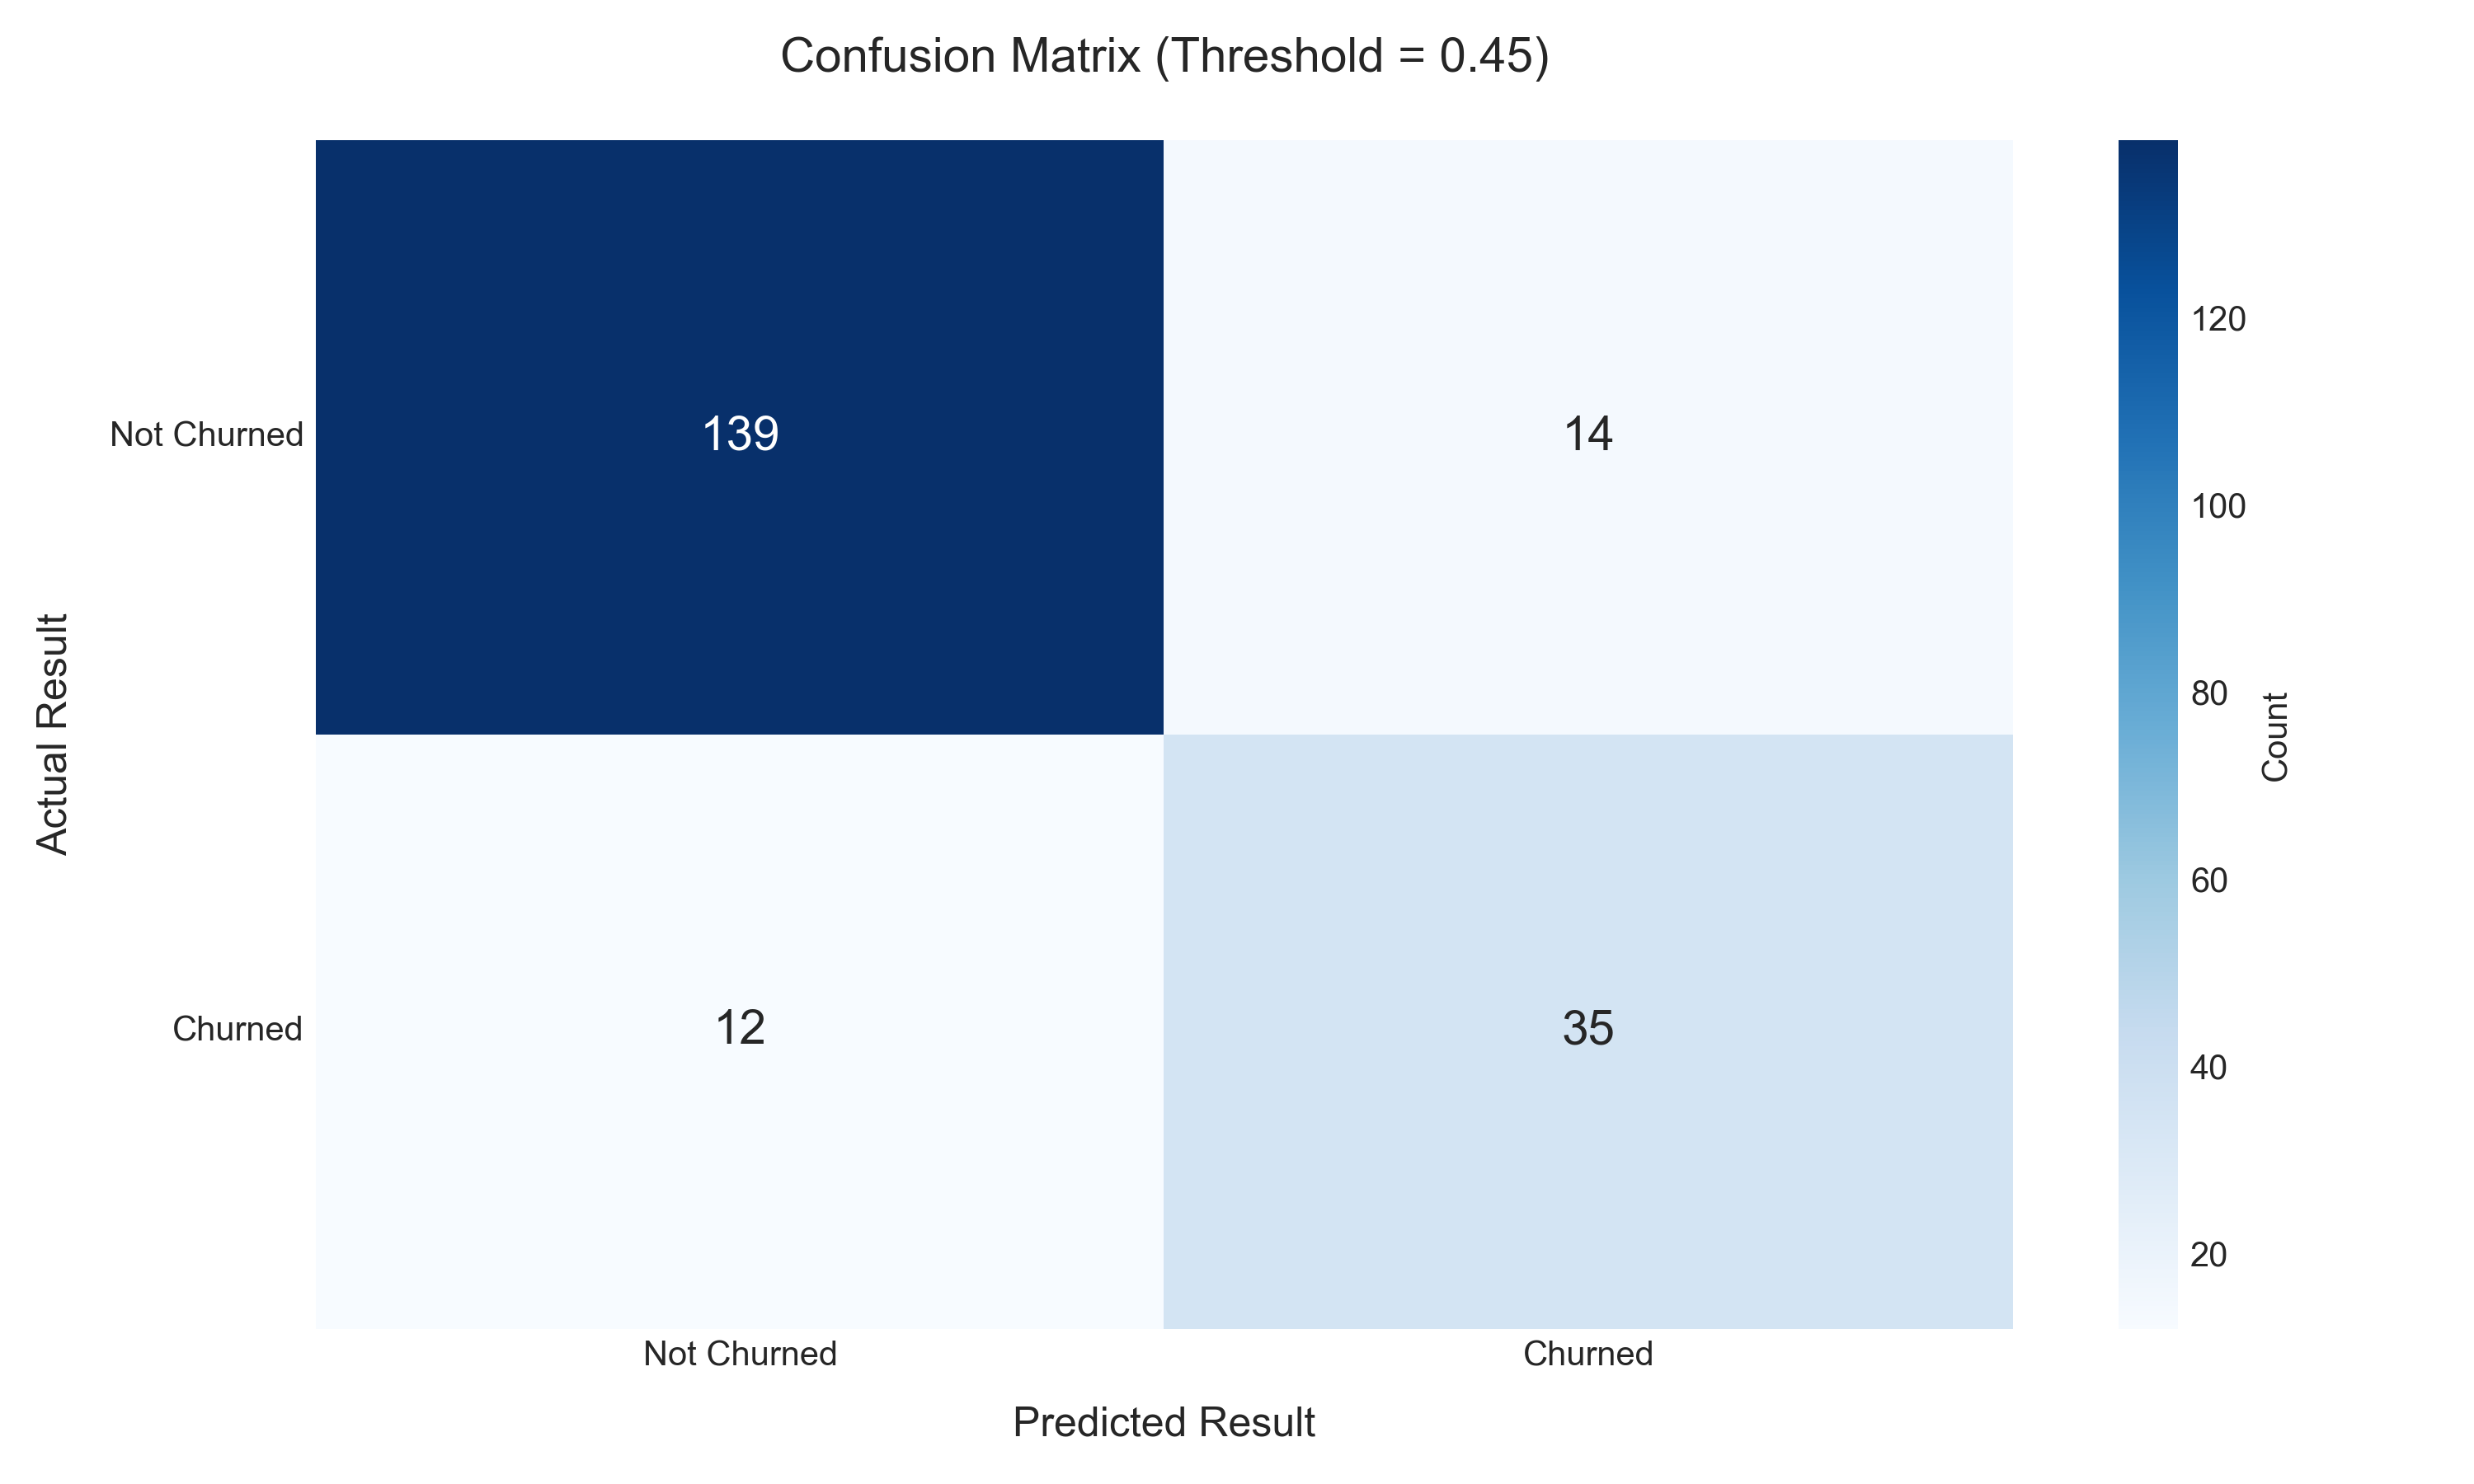 Confusion Matrix (Threshold = 0.45)
Actual Result
Not Churned
139
14
Churned
12
35
Not Churned
Churned
Predicted Result
120
100
80
60
40
20
Count